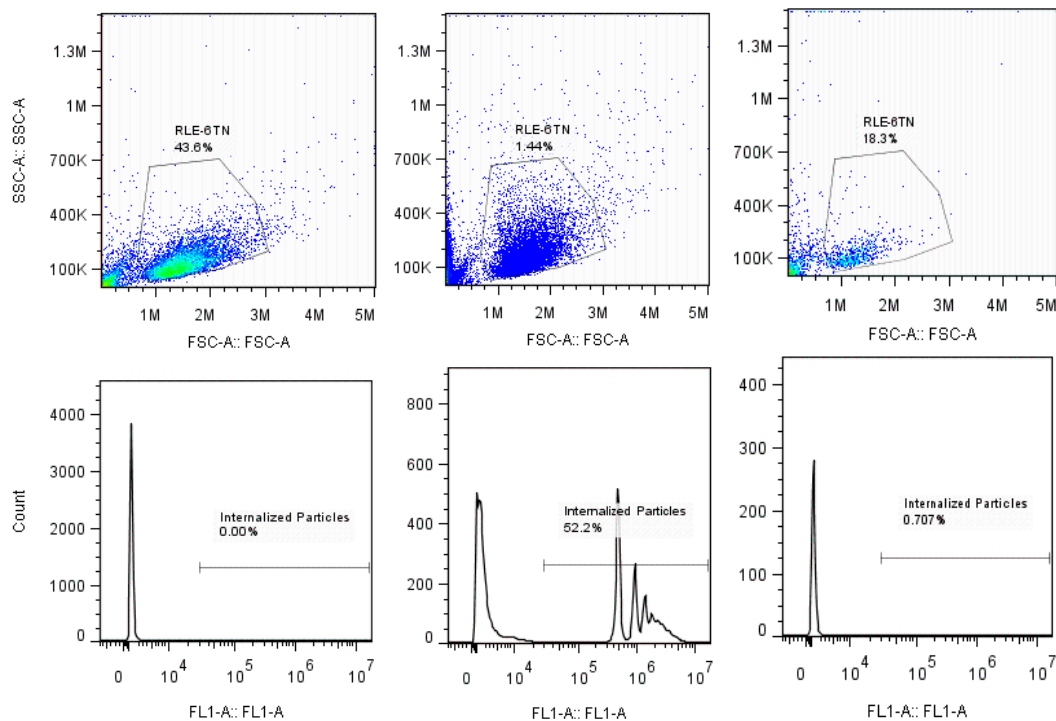 1.3M
1M
700K
400K
100K
SSC-A:: SSC-A
RLE-6TN
43.6%
1M 2M 3M 4M 5M
FSC-A:: FSC-A
1.3M
1M
700K
400K
100K
RLE-6TN
1.44%
1M 2M 3M 4M 5M
FSC-A:: FSC-A
1.3M
1M
700K
400K
100K
RLE-6TN
18.3%
1M 2M 3M 4M 5M
FSC-A:: FSC-A
4000
3000
2000
1000
0
Count
Internalized Particles
0.00%
0 10^4 10^5 10^6 10^7
FL1-A:: FL1-A
800
600
400
200
0
Internalized Particles
52.2%
0 10^4 10^5 10^6 10^7
FL1-A:: FL1-A
400
300
200
100
0
Internalized Particles
0.707%
0 10^4 10^5 10^6 10^7
FL1-A:: FL1-A